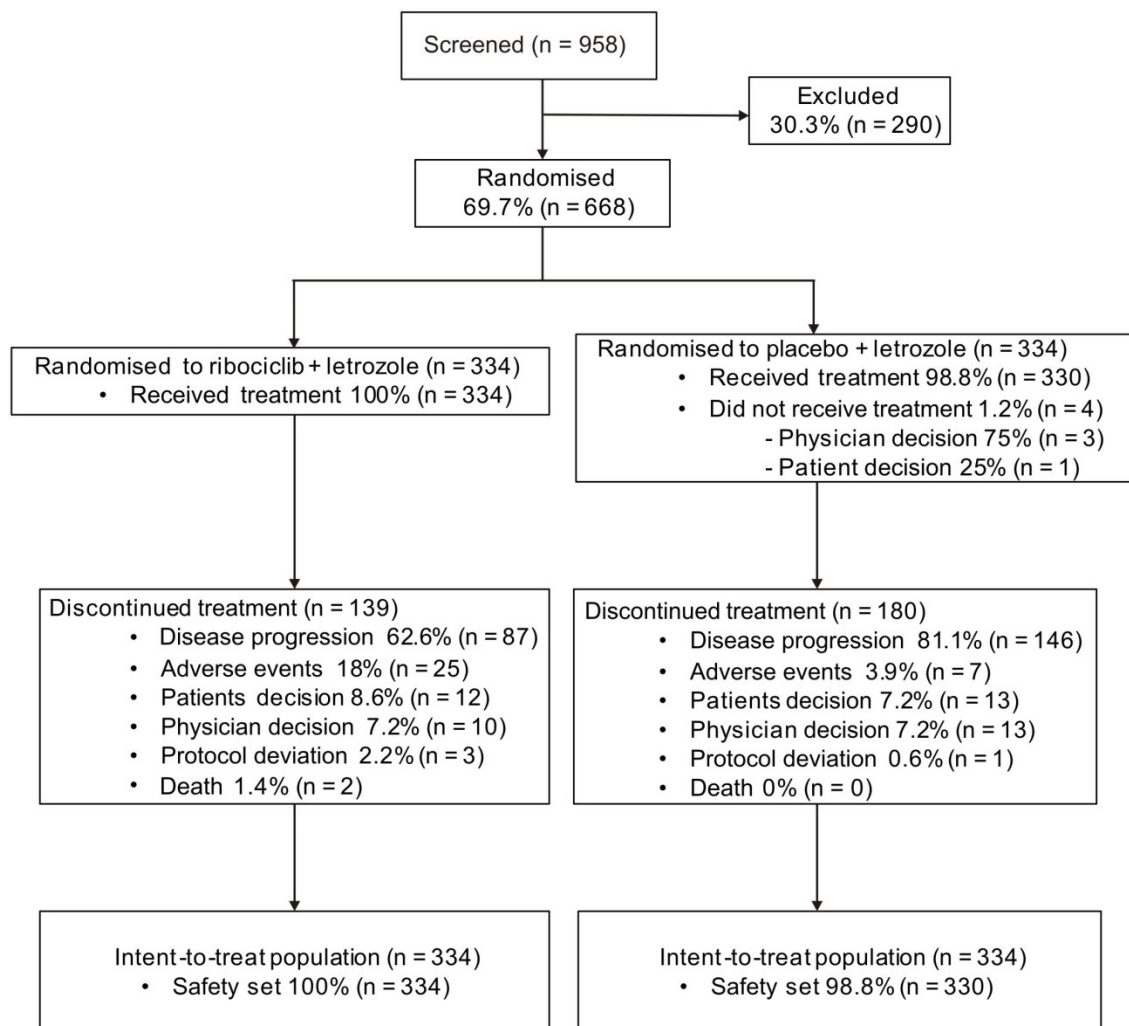 Screened (n = 958)
Excluded
30.3% (n = 290)
Randomised
69.7% (n = 668)
Randomised to ribociclib + letrozole (n = 334)
• Received treatment 100% (n = 334)
Randomised to placebo + letrozole (n = 334)
• Received treatment 98.8% (n = 330)
• Did not receive treatment 1.2% (n = 4)
- Physician decision 75% (n = 3)
- Patient decision 25% (n = 1)
Discontinued treatment (n = 139)
• Disease progression 62.6% (n = 87)
• Adverse events 18% (n = 25)
• Patients decision 8.6% (n = 12)
• Physician decision 7.2% (n = 10)
• Protocol deviation 2.2% (n = 3)
• Death 1.4% (n = 2)
Discontinued treatment (n = 180)
• Disease progression 81.1% (n = 146)
• Adverse events 3.9% (n = 7)
• Patients decision 7.2% (n = 13)
• Physician decision 7.2% (n = 13)
• Protocol deviation 0.6% (n = 1)
• Death 0% (n = 0)
Intent-to-treat population (n = 334)
• Safety set 100% (n = 334)
Intent-to-treat population (n = 334)
• Safety set 98.8% (n = 330)